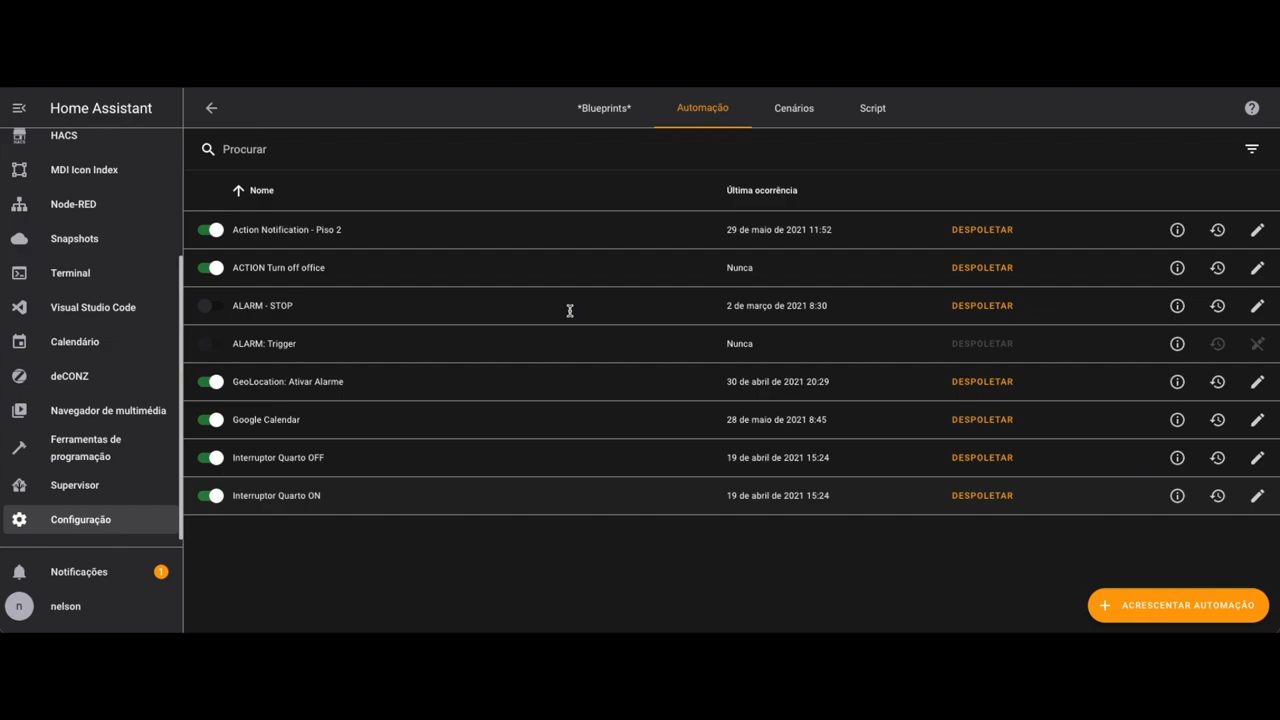 Home Assistant
*Blueprints*
Automação
Cenários
Script
HACS
HACS
Procurar
MDI Icon Index
Nome
Última ocorrência
Node-RED
Action Notification - Piso 2
29 de maio de 2021 11:52
DESPOLETAR
Snapshots
ACTION Turn off office
Nunca
DESPOLETAR
Terminal
ALARM - STOP
2 de março de 2021 8:30
DESPOLETAR
Visual Studio Code
ALARM: Trigger
Nunca
DESPOLETAR
Calendário
deCONZ
GeoLocation: Ativar Alarme
30 de abril de 2021 20:29
DESPOLETAR
Navegador de multimédia
Google Calendar
28 de maio de 2021 8:45
DESPOLETAR
Ferramentas de
programação
Interruptor Quarto OFF
19 de abril de 2021 15:24
DESPOLETAR
Supervisor
Interruptor Quarto ON
19 de abril de 2021 15:24
DESPOLETAR
Configuração
Notificações
1
n
nelson
ACRESCENTAR AUTOMAÇÃO